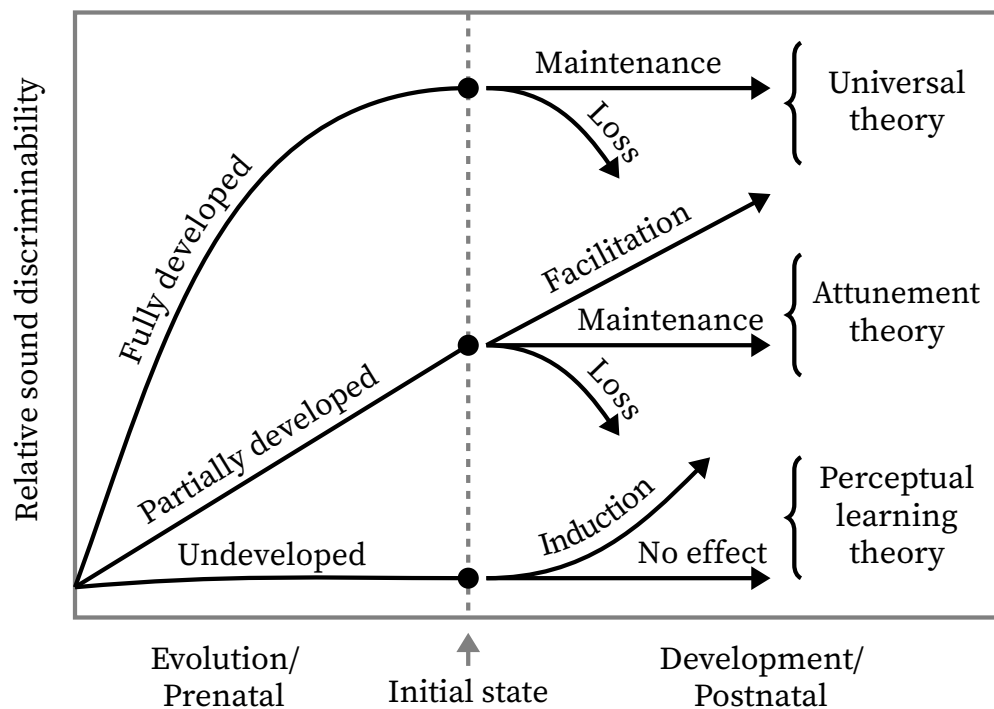 Relative sound discriminability
Fully developed
Partially developed
Undeveloped
Maintenance
Loss
Universal
theory
Facilitation
Maintenance
Loss
Attunement
theory
Induction
No effect
Perceptual
learning
theory
Evolution/
Prenatal
Initial state
Development/
Postnatal